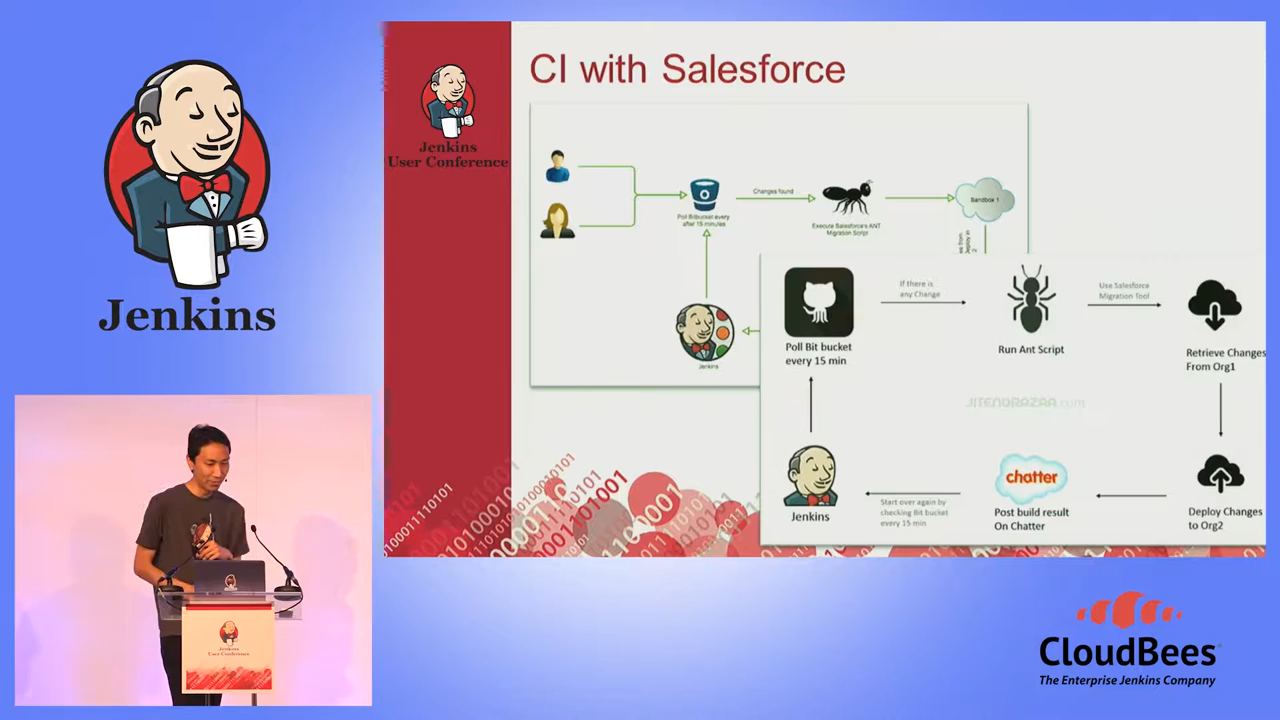 Jenkins
CI with Salesforce
Jenkins
User Conference
Poll Bitbucket every
after 15 minutes
Changes found
Execute Salesforce's ANT
Migration Script
Sandbox 1
Jenkins
Poll Bit bucket
every 15 min
If there is
any Change
Run Ant Script
Use Salesforce
Migration Tool
Retrieve Changes
From Org1
JITENDRAZAA.com
Jenkins
Start over again by
checking Bit bucket
every 15 min
chatter
Post build result
On Chatter
Deploy Changes
to Org2
Jenkins
User Conference
CloudBees
The Enterprise Jenkins Company